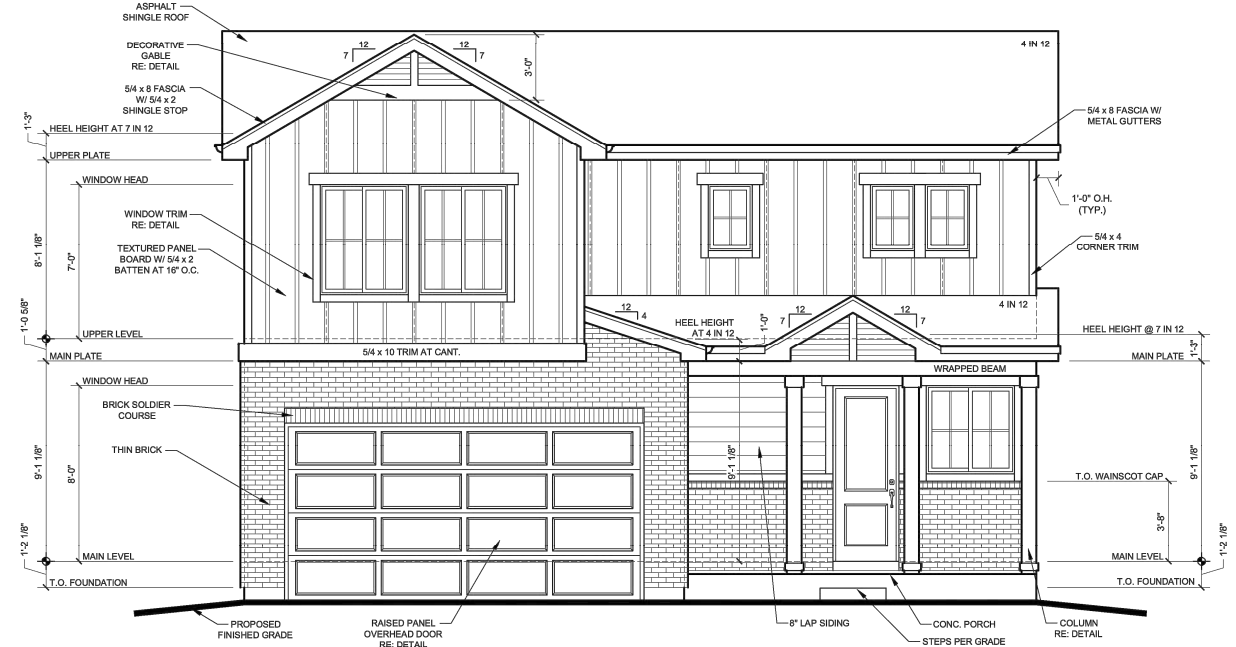 ASPHALT
SHINGLE ROOF
DECORATIVE
GABLE
RE: DETAIL
5/4 x 8 FASCIA
W/ 5/4 x 2
SHINGLE STOP
1'-3"
HEEL HEIGHT AT 7 IN 12
UPPER PLATE
WINDOW HEAD
WINDOW TRIM
RE: DETAIL
TEXTURED PANEL
BOARD W/ 5/4 x 2
BATTEN AT 16" O.C.
8'-1 1/8"
7'-0"
1'-0 5/8"
UPPER LEVEL
MAIN PLATE
WINDOW HEAD
BRICK SOLDIER
COURSE
THIN BRICK
9'-1 1/8"
8'-0"
1'-2 1/8"
MAIN LEVEL
T.O. FOUNDATION
12
7
12
7
3'-0"
4 IN 12
5/4 x 8 FASCIA W/
METAL GUTTERS
1'-0" O.H.
(TYP.)
5/4 x 4
CORNER TRIM
4 IN 12
12
4
HEEL HEIGHT
AT 4 IN 12
1'-0"
12
7
12
7
HEEL HEIGHT @ 7 IN 12
1'-3"
MAIN PLATE
5/4 x 10 TRIM AT CANT.
WRAPPED BEAM
9'-1 1/8"
9'-1 1/8"
T.O. WAINSCOT CAP
3'-8"
MAIN LEVEL
1'-2 1/8"
T.O. FOUNDATION
PROPOSED
FINISHED GRADE
RAISED PANEL
OVERHEAD DOOR
RE: DETAIL
8" LAP SIDING
CONC. PORCH
STEPS PER GRADE
COLUMN
RE: DETAIL